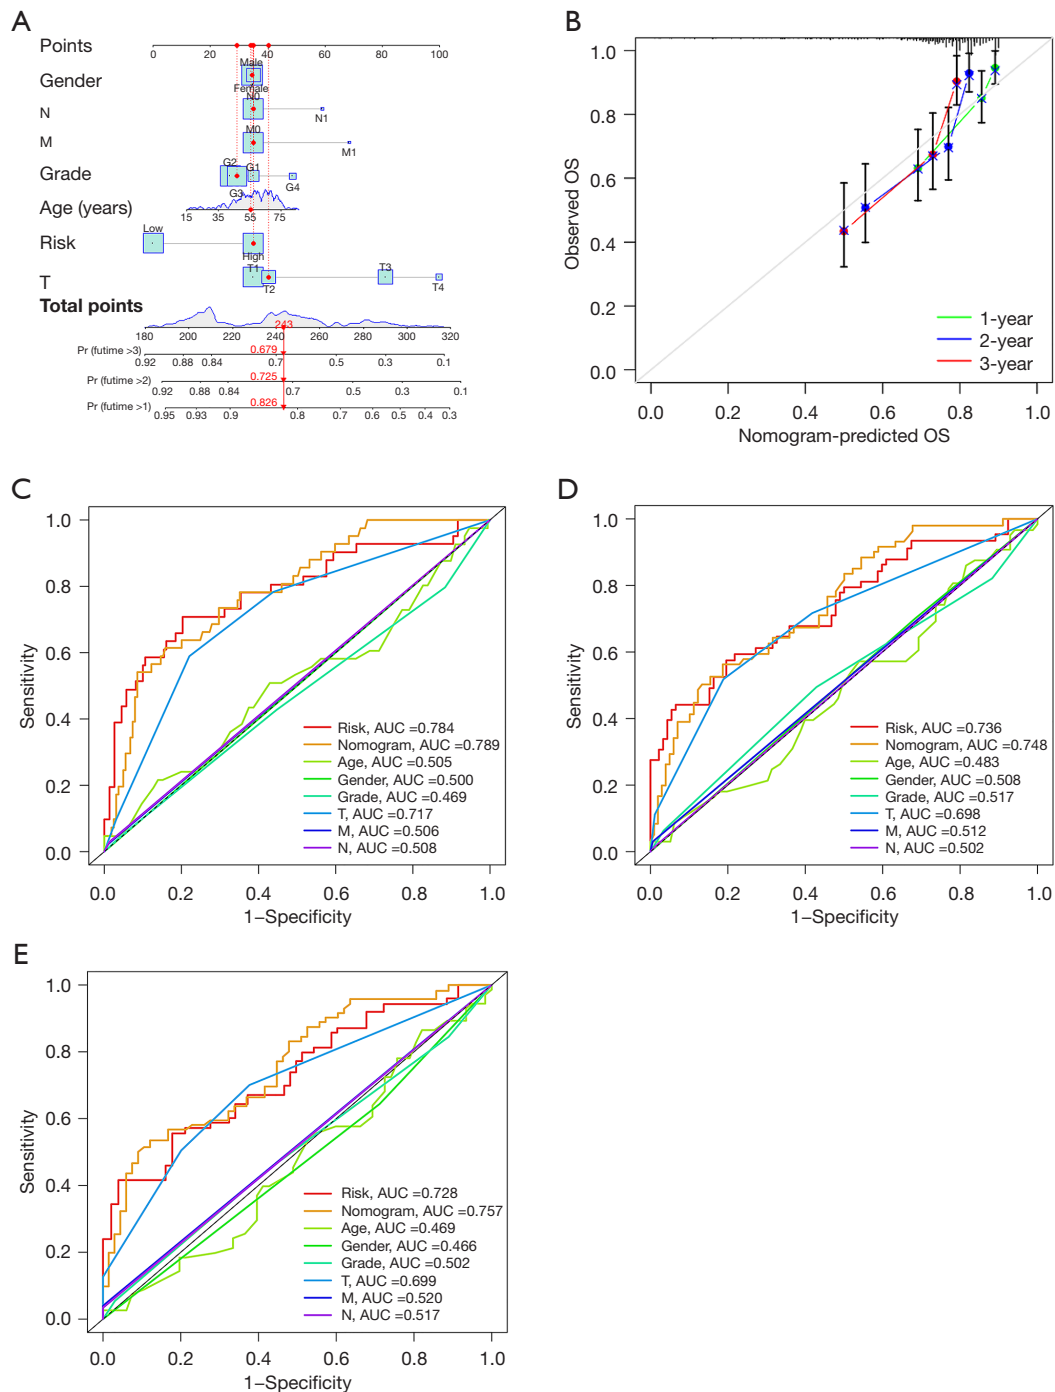 A
Points
0 20 40 60 80 100
Male
Gender
Female
N0
N
N1
M0
M
M1
G2
G1
Grade
G4
G3
Age (years)
15 35 55 75
Low
Risk
High
T1
T3
T
T2
T4
Total points
243
180 200 220 240 260 280 300 320
0.679
Pr (futime >3)
0.92 0.88 0.84 0.7 0.5 0.3 0.1
0.725
Pr (futime >2)
0.92 0.88 0.84 0.7 0.5 0.3 0.1
0.826
Pr (futime >1)
0.95 0.93 0.9 0.8 0.7 0.6 0.5 0.4 0.3
B
1.0
0.8
0.6
0.4
0.2
0.0
Observed OS
1-year
2-year
3-year
0.0 0.2 0.4 0.6 0.8 1.0
Nomogram-predicted OS
C
1.0
0.8
0.6
0.4
0.2
0.0
Sensitivity
Risk, AUC =0.784
Nomogram, AUC =0.789
Age, AUC =0.505
Gender, AUC =0.500
Grade, AUC =0.469
T, AUC =0.717
M, AUC =0.506
N, AUC =0.508
0.0 0.2 0.4 0.6 0.8 1.0
1–Specificity
D
1.0
0.8
0.6
0.4
0.2
0.0
Sensitivity
Risk, AUC =0.736
Nomogram, AUC =0.748
Age, AUC =0.483
Gender, AUC =0.508
Grade, AUC =0.517
T, AUC =0.698
M, AUC =0.512
N, AUC =0.502
0.0 0.2 0.4 0.6 0.8 1.0
1–Specificity
E
1.0
0.8
0.6
0.4
0.2
0.0
Sensitivity
Risk, AUC =0.728
Nomogram, AUC =0.757
Age, AUC =0.469
Gender, AUC =0.466
Grade, AUC =0.502
T, AUC =0.699
M, AUC =0.520
N, AUC =0.517
0.0 0.2 0.4 0.6 0.8 1.0
1–Specificity